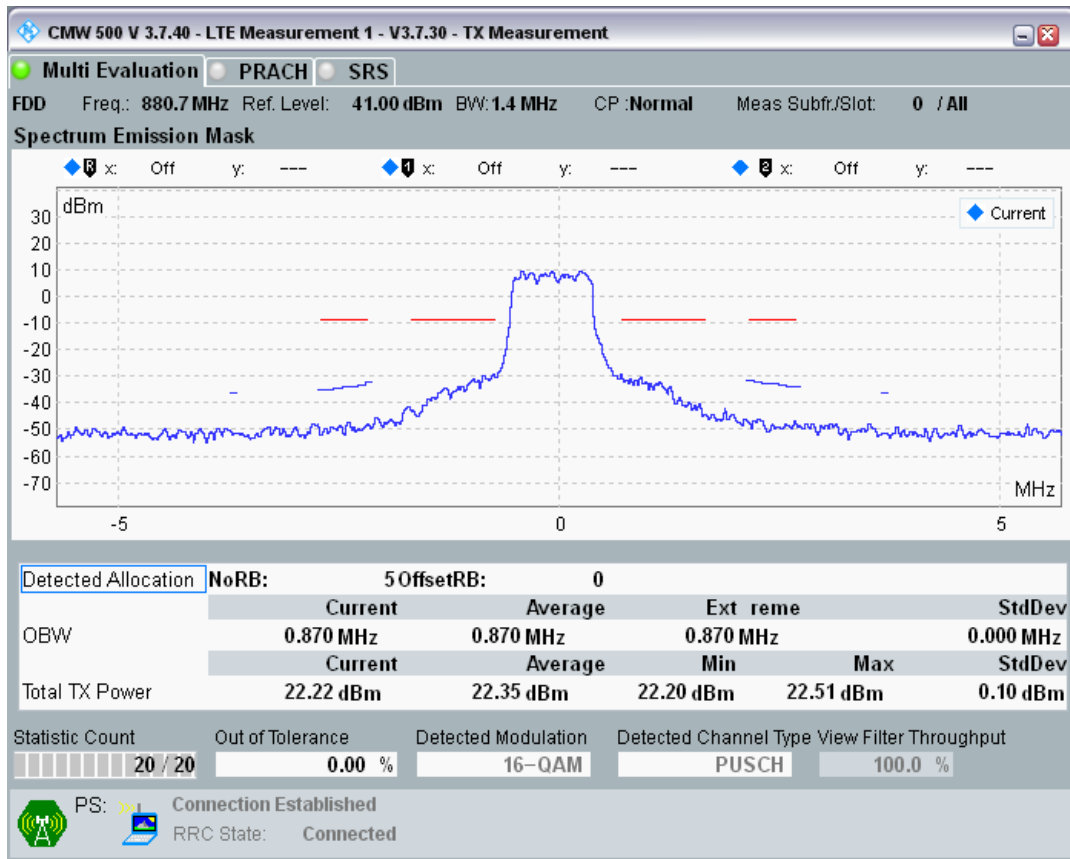 CMW 500 V 3.7.40 - LTE Measurement 1 - V3.7.30 - TX Measurement
Multi Evaluation PRACH SRS
FDD Freq.: 880.7 MHz Ref. Level: 41.00 dBm BW: 1.4 MHz CP :Normal Meas Subfr./Slot: 0 / All
Spectrum Emission Mask
R x: Off y: --- 1 x: Off y: --- 2 x: Off y: ---
dBm
Current
30
20
10
0
-10
-20
-30
-40
-50
-60
-70
MHz
-5 0 5
Detected Allocation NoRB: 5 OffsetRB: 0
Current Average Ext reme StdDev
OBW 0.870 MHz 0.870 MHz 0.870 MHz 0.000 MHz
Current Average Min Max StdDev
Total TX Power 22.22 dBm 22.35 dBm 22.20 dBm 22.51 dBm 0.10 dBm
Statistic Count Out of Tolerance Detected Modulation Detected Channel Type View Filter Throughput
20 / 20 0.00 % 16-QAM PUSCH 100.0 %
PS: Connection Established
RRC State: Connected